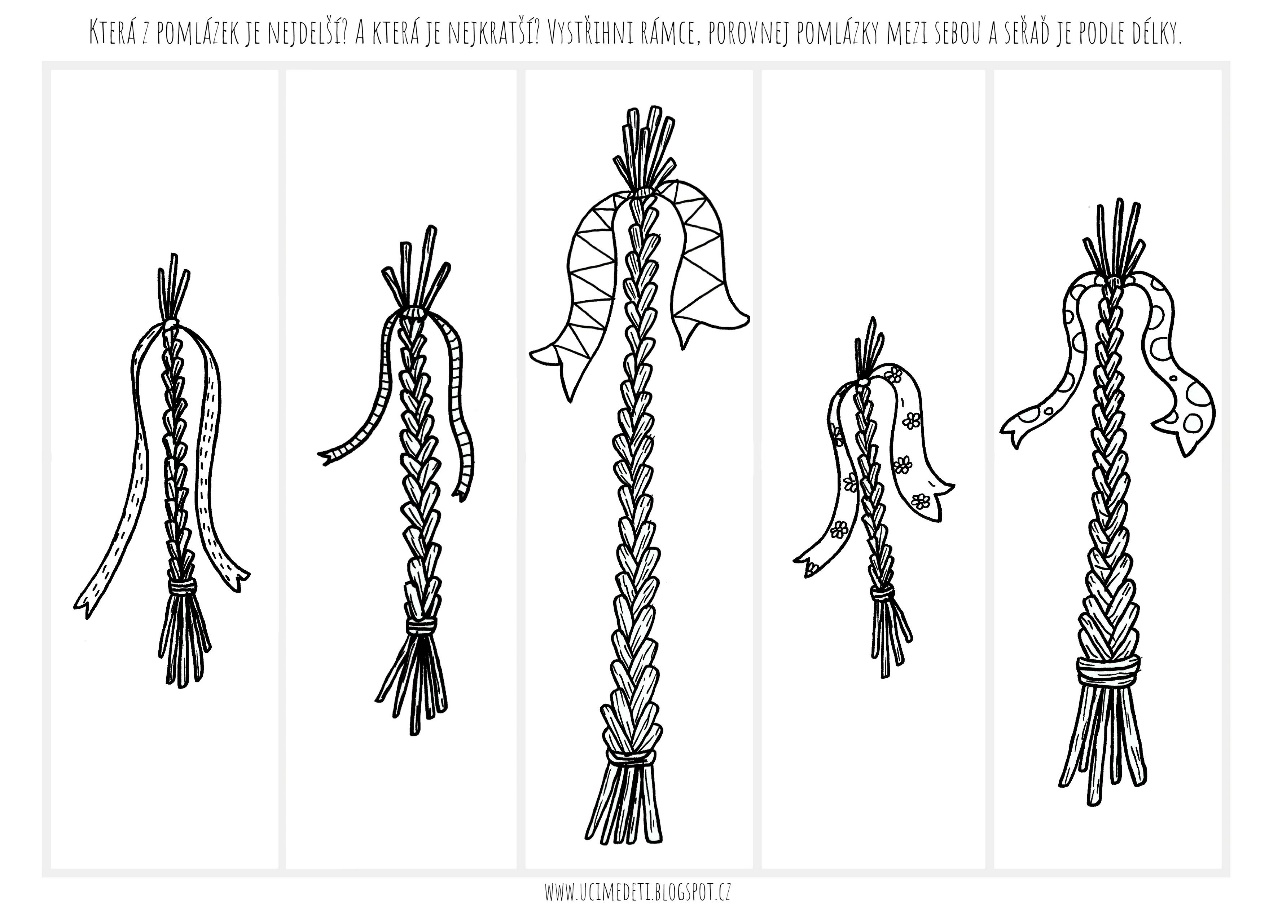 Která z pomlázek je nejdelší? A která je nejkratší? Vystřihni rámce, porovnej pomlázky mezi sebou a seřaď je podle délky.
www.ucimedeti.blogspot.cz